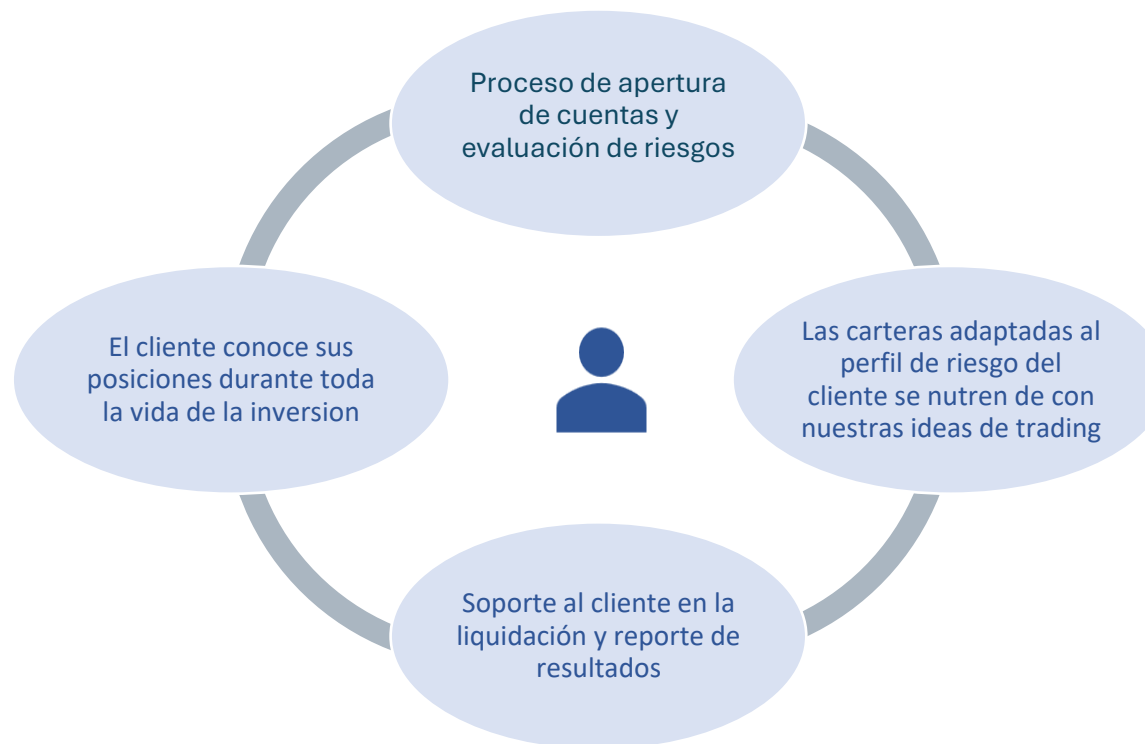 Proceso de apertura
de cuentas y
evaluación de riesgos
El cliente conoce sus
posiciones durante toda
la vida de la inversion
Las carteras adaptadas al
perfil de riesgo del
cliente se nutren de con
nuestras ideas de trading
Soporte al cliente en la
liquidación y reporte de
resultados